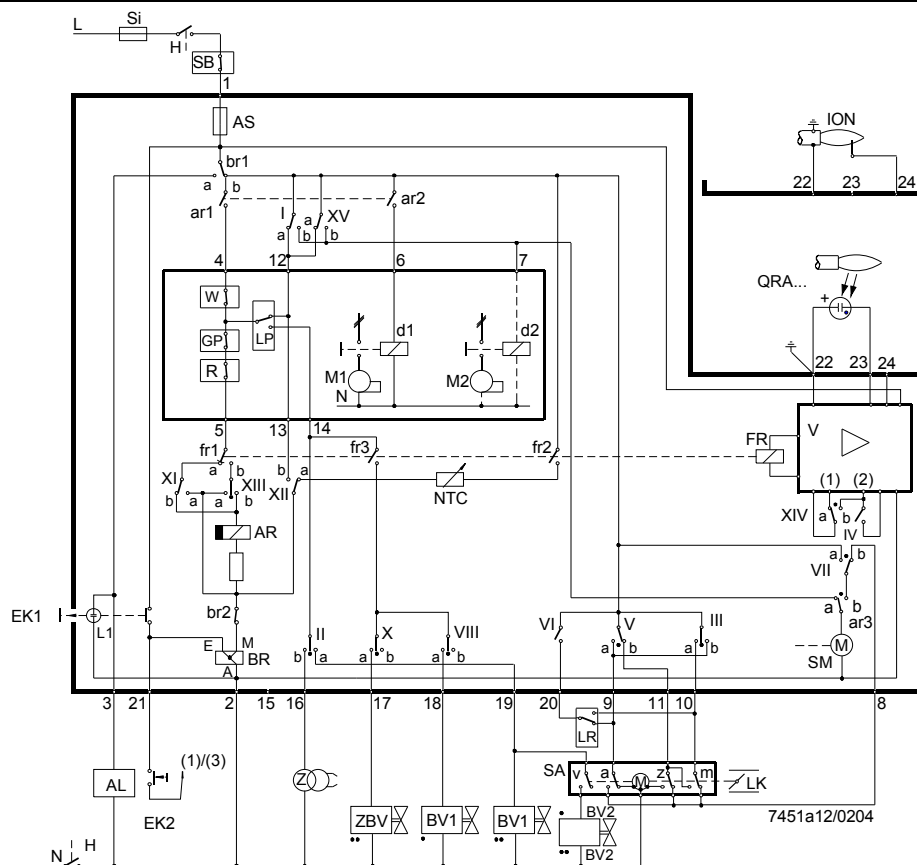 L
Si
H
SB
1
AS
ION
22 23 24
br1
a b
ar1
ar2
I
a b
a XV
b
4 12 6 7
QRA...
+
W
LP
GP
R
d1
d2
M1
N
M2
22 23 24
5 13 14
fr1
a b
fr3
fr2
FR
V
XI
b a
XIII
a b
b a
XII
NTC
(1) (2)
XIV
a b
IV
AR
a b
VII
EK1
L1
br2
E M
BR
A
II
b a
X
a b
VIII
a b
VI
V
a b
III
a b
a b
ar3
M
SM
3 21 2 15 16 17 18 19 20 9 11 10 8
LR
AL
(1)/(3)
EK2
Z
SA
v a M z m
LK
ZBV
BV1
BV1
BV2
BV2
7451a12/0204
N
H